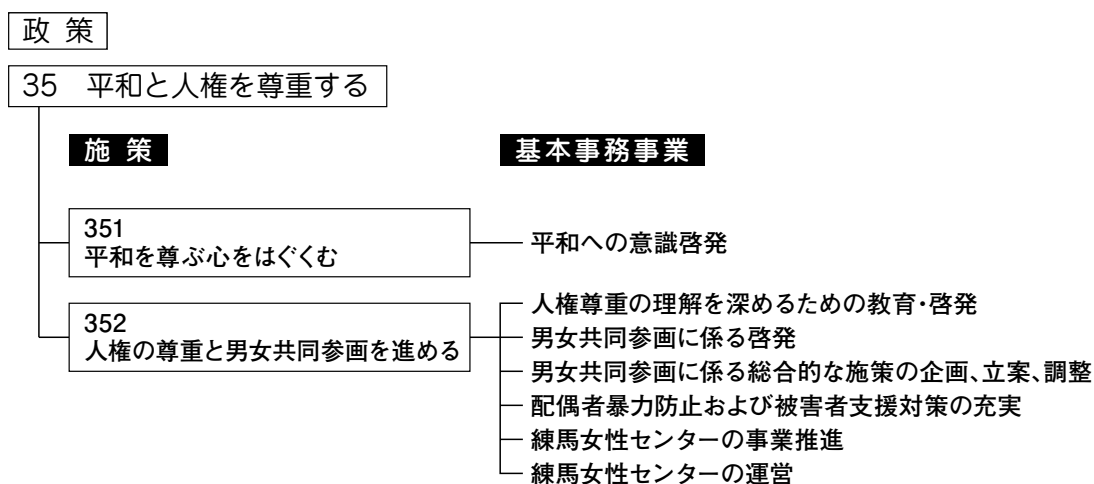 政 策
35　平和と人権を尊重する
施 策
基本事務事業
351
平和を尊ぶ心をはぐくむ
平和への意識啓発
352
人権の尊重と男女共同参画を進める
人権尊重の理解を深めるための教育･啓発
男女共同参画に係る啓発
男女共同参画に係る総合的な施策の企画、立案、調整
配偶者暴力防止および被害者支援対策の充実
練馬女性センターの事業推進
練馬女性センターの運営